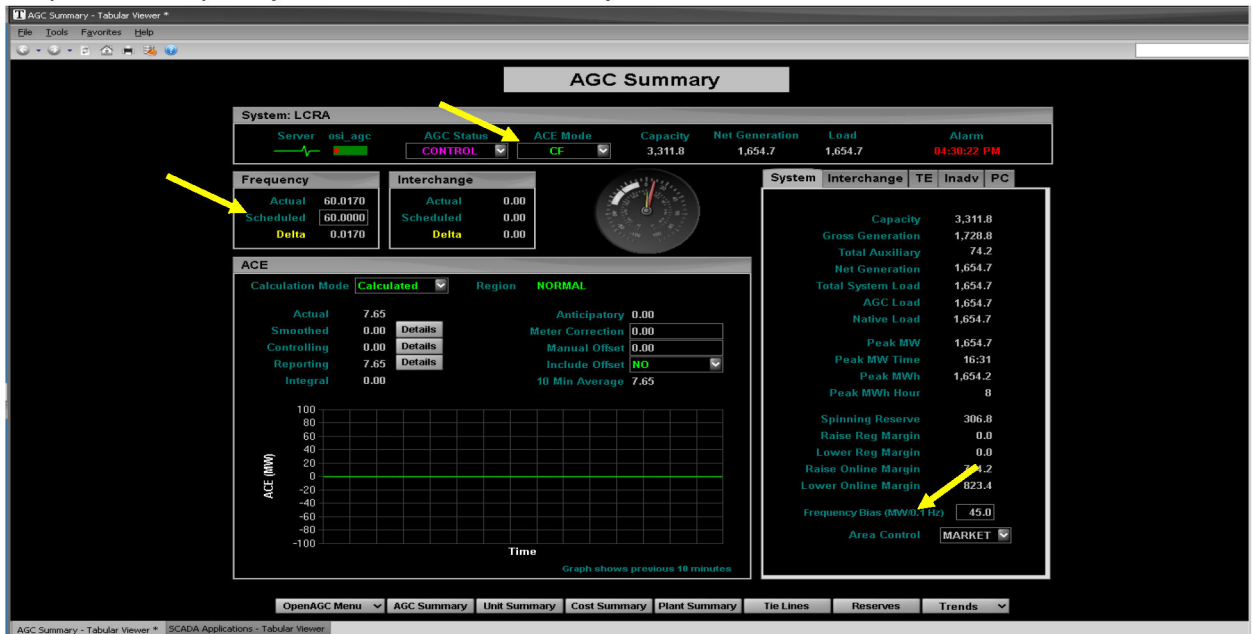 AGC Summary - Tabular Viewer *
File Tools Favorites Help
AGC Summary
System: LCRA
Server osi_agc AGC Status ACE Mode Capacity Net Generation Load Alarm
CONTROL CF 3,311.8 1,654.7 1,654.7 04:30:22 PM
Frequency
Actual 60.0170
Scheduled 60.0000
Delta 0.0170
Interchange
Actual 0.00
Scheduled 0.00
Delta 0.00
System Interchange TE Inadv PC
Capacity 3,311.8
Gross Generation 1,728.8
Total Auxiliary 74.2
Net Generation 1,654.7
Total System Load 1,654.7
AGC Load 1,654.7
Native Load 1,654.7
Peak MW 1,654.7
Peak MW Time 16:31
Peak MWh 1,654.2
Peak MWh Hour 8
Spinning Reserve 306.8
Raise Reg Margin 0.0
Lower Reg Margin 0.0
Raise Online Margin
Lower Online Margin 823.4
Frequency Bias (MW/0.1 Hz) 45.0
Area Control MARKET
ACE
Calculation Mode Calculated Region NORMAL
Actual 7.65 Anticipatory 0.00
Smoothed 0.00 Details Meter Correction 0.00
Controlling 0.00 Details Manual Offset 0.00
Reporting 7.65 Details Include Offset NO
Integral 0.00 10 Min Average 7.65
ACE (MW)
100
80
60
40
20
0
-20
-40
-60
-80
-100
Time
Graph shows previous 10 minutes
OpenAGC Menu AGC Summary Unit Summary Cost Summary Plant Summary Tie Lines Reserves Trends
AGC Summary - Tabular Viewer * SCADA Applications - Tabular Viewer